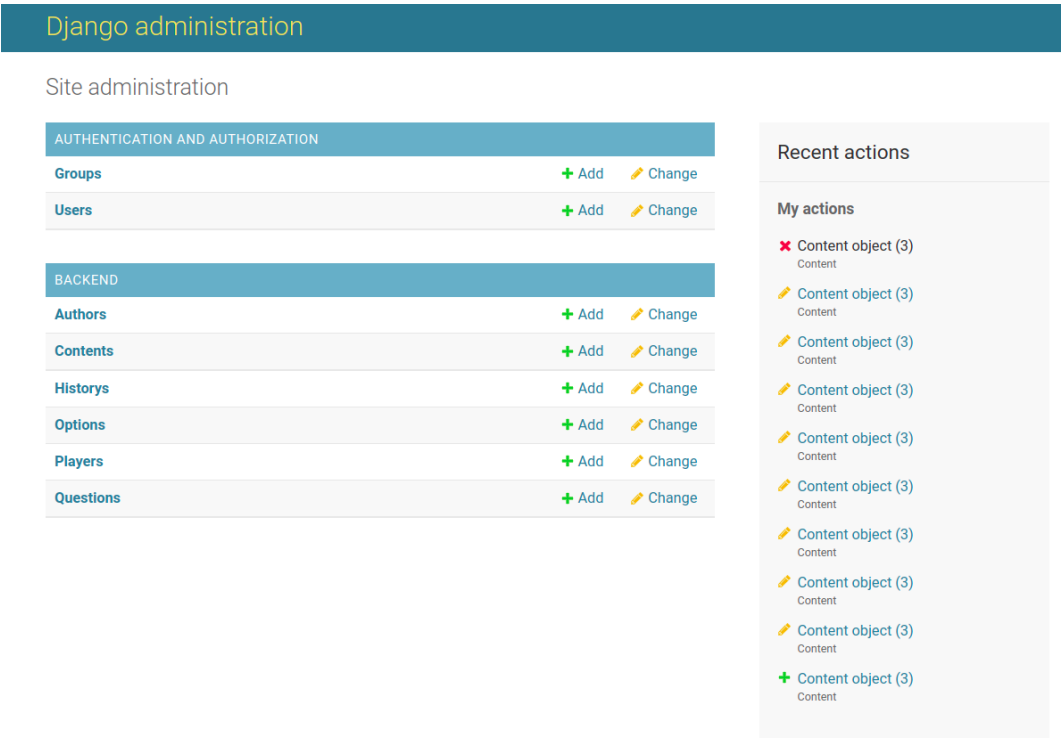 Django administration
Site administration
AUTHENTICATION AND AUTHORIZATION
Groups Add Change
Users Add Change
BACKEND
Authors Add Change
Contents Add Change
Historys Add Change
Options Add Change
Players Add Change
Questions Add Change
Recent actions
My actions
Content object (3)
Content
Content object (3)
Content
Content object (3)
Content
Content object (3)
Content
Content object (3)
Content
Content object (3)
Content
Content object (3)
Content
Content object (3)
Content
Content object (3)
Content
Content object (3)
Content